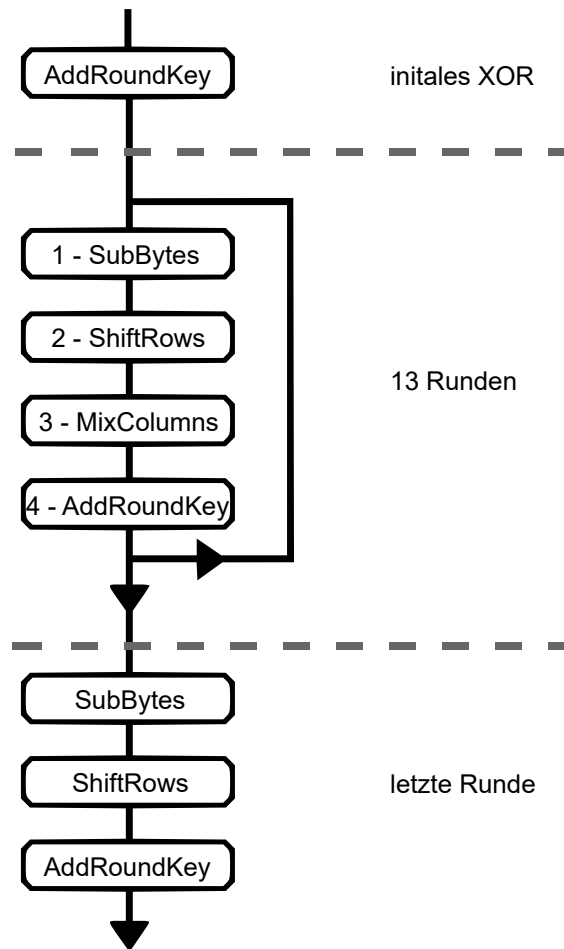 AddRoundKey
initales XOR
1 - SubBytes
2 - ShiftRows
3 - MixColumns
4 - AddRoundKey
13 Runden
SubBytes
ShiftRows
AddRoundKey
letzte Runde